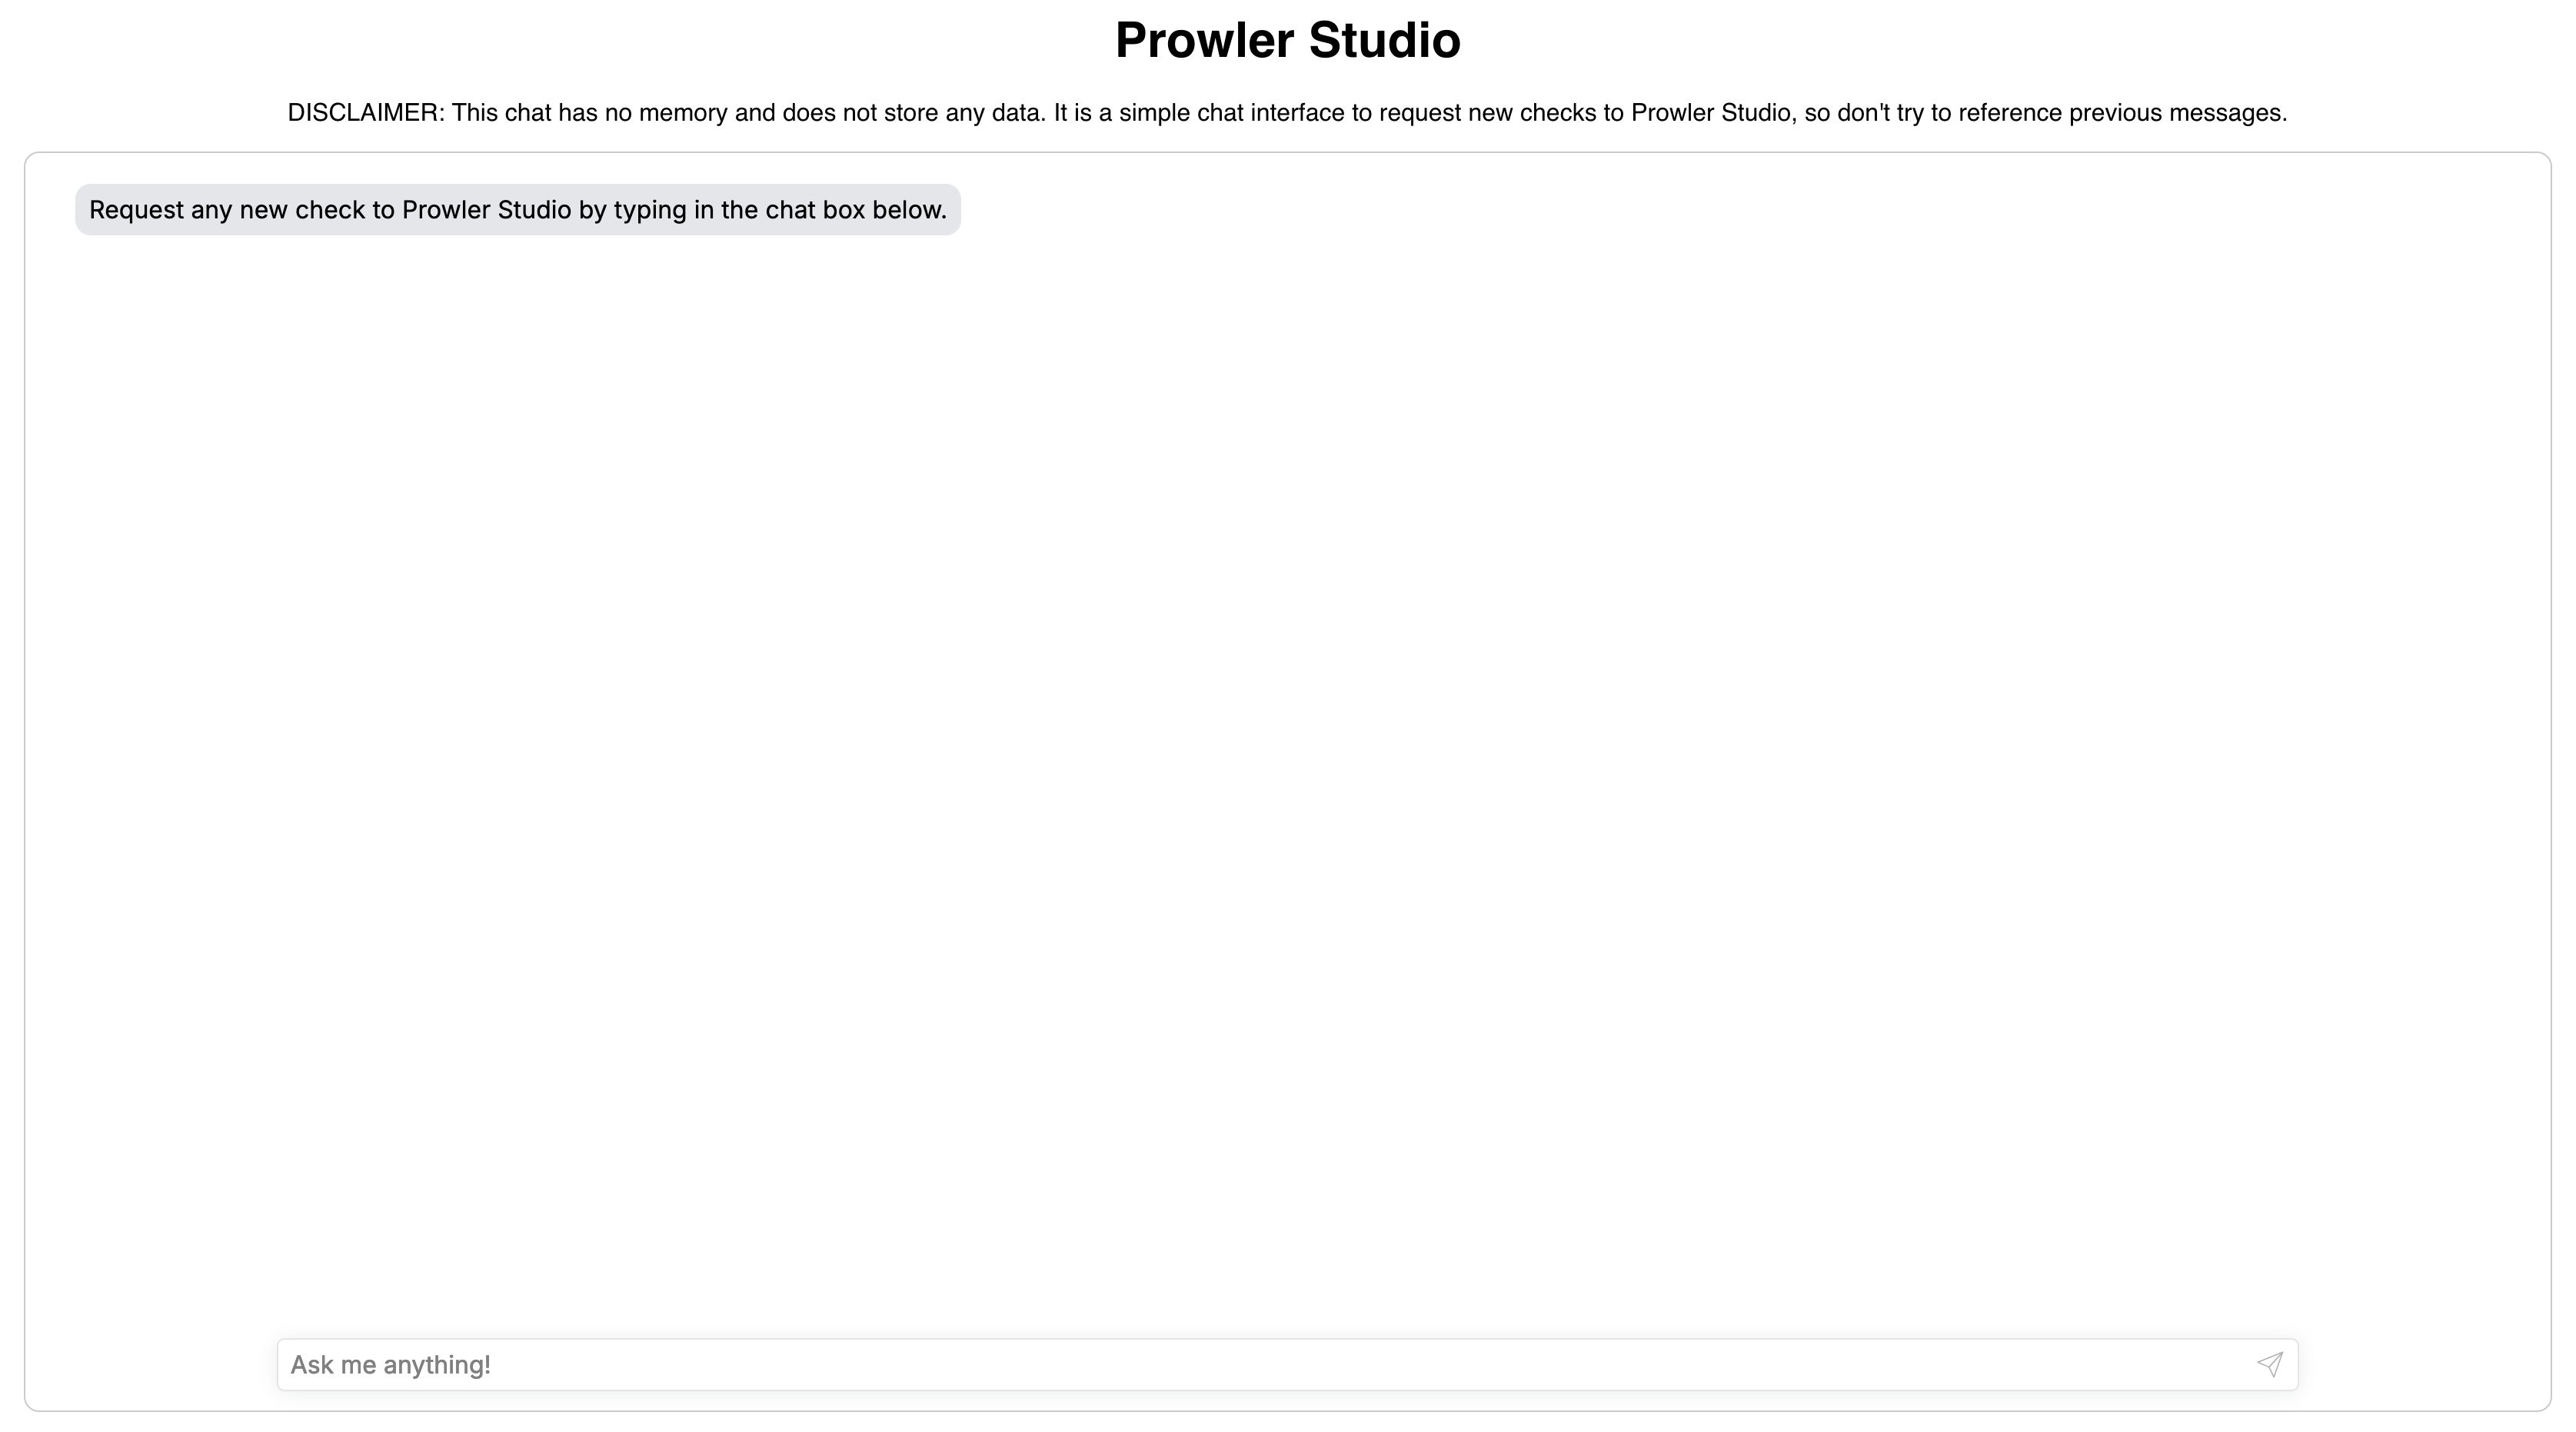 Prowler Studio
DISCLAIMER: This chat has no memory and does not store any data. It is a simple chat interface to request new checks to Prowler Studio, so don't try to reference previous messages.
Request any new check to Prowler Studio by typing in the chat box below.
Ask me anything!